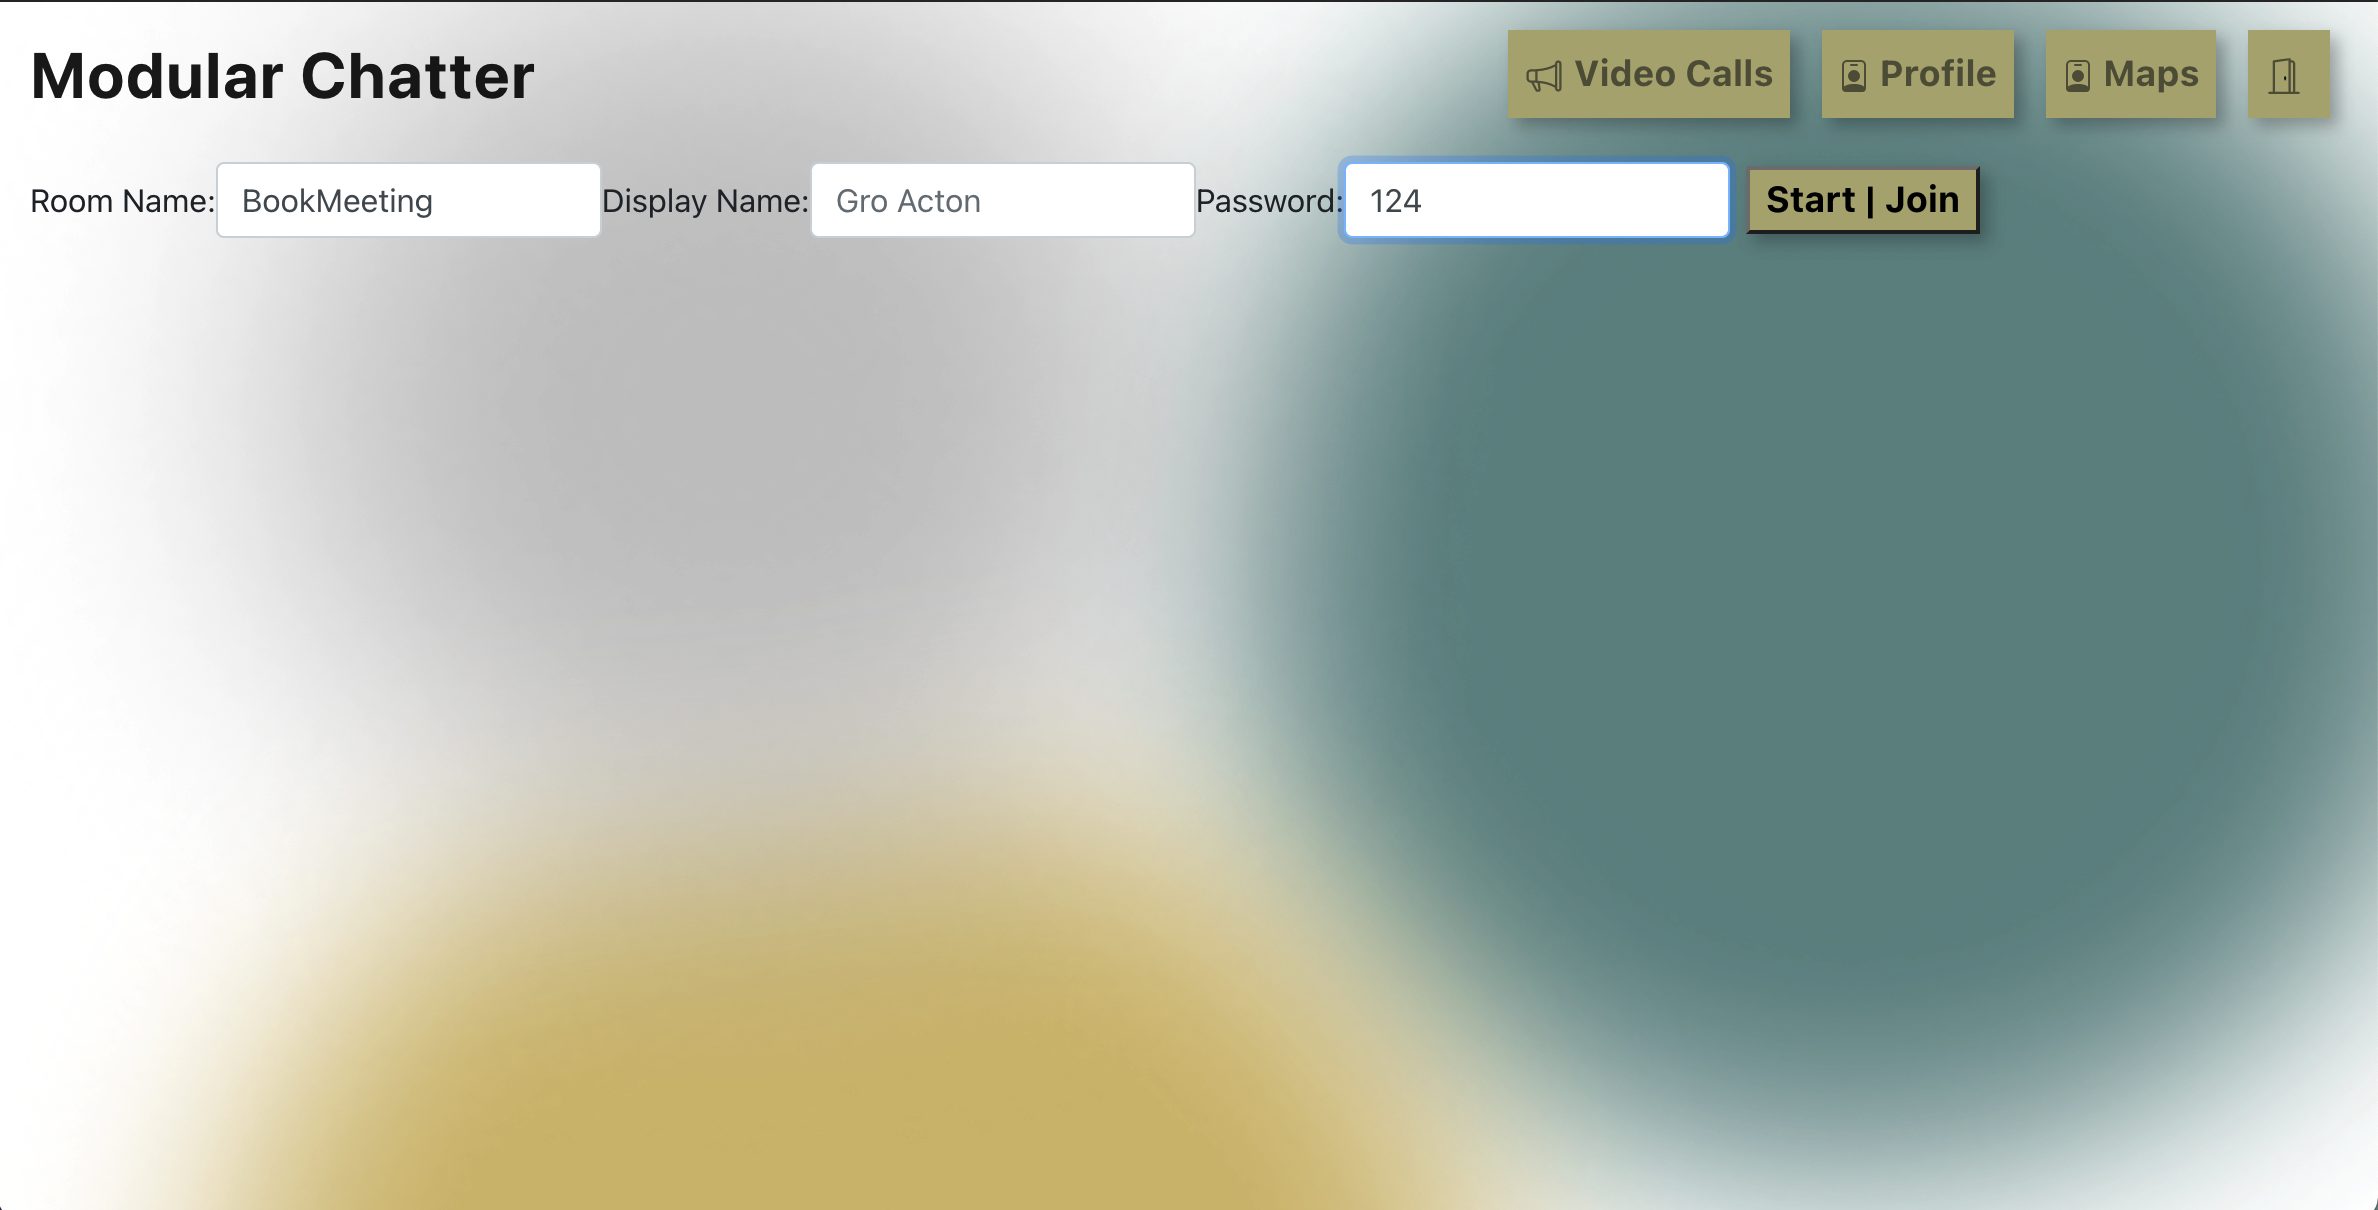 Modular Chatter
Video Calls
Profile
Maps
Room Name: BookMeeting Display Name: Gro Acton Password: 124 Start | Join